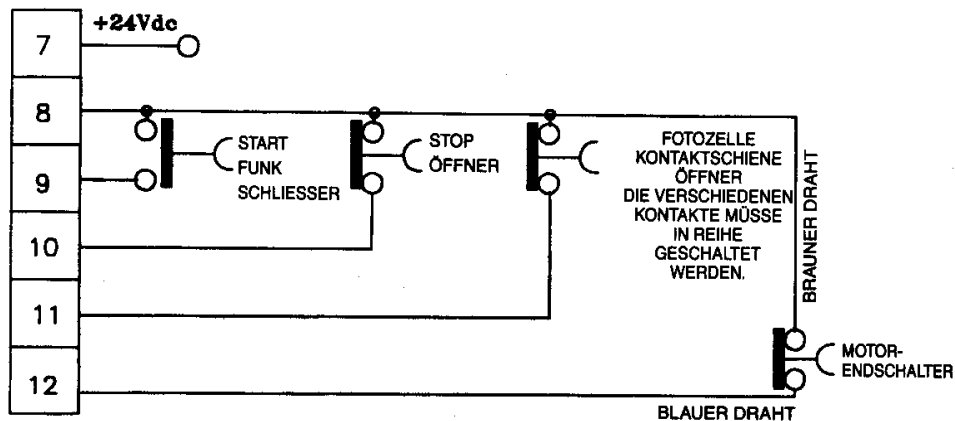 7
+24Vdc
8
9
10
11
12
START
FUNK
SCHLIESSER
STOP
ÖFFNER
FOTOZELLE
KONTAKTSCHIENE
ÖFFNER
DIE VERSCHIEDENEN
KONTAKTE MÜSSE
IN REIHE
GESCHALTET
WERDEN.
BRAUNER DRAHT
MOTOR-
ENDSCHALTER
BLAUER DRAHT